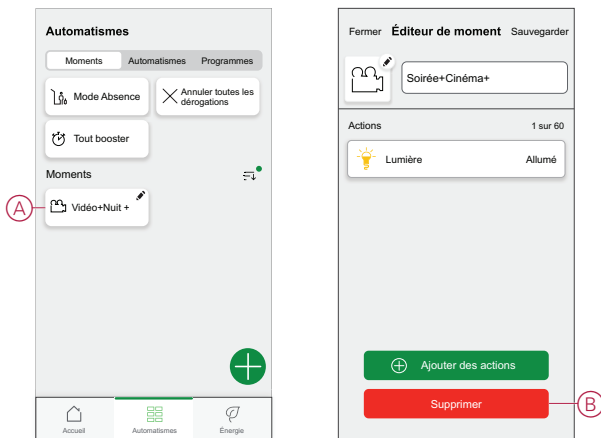 Automatismes
Moments Automatismes Programmes
Mode Absence
Annuler toutes les
dérogations
Tout booster
Moments
A
Vidéo+Nuit +
Accueil Automatismes Énergie
Fermer Éditeur de moment Sauvegarder
Soirée+Cinéma+
Actions 1 sur 60
Lumière Allumé
Ajouter des actions
Supprimer
B